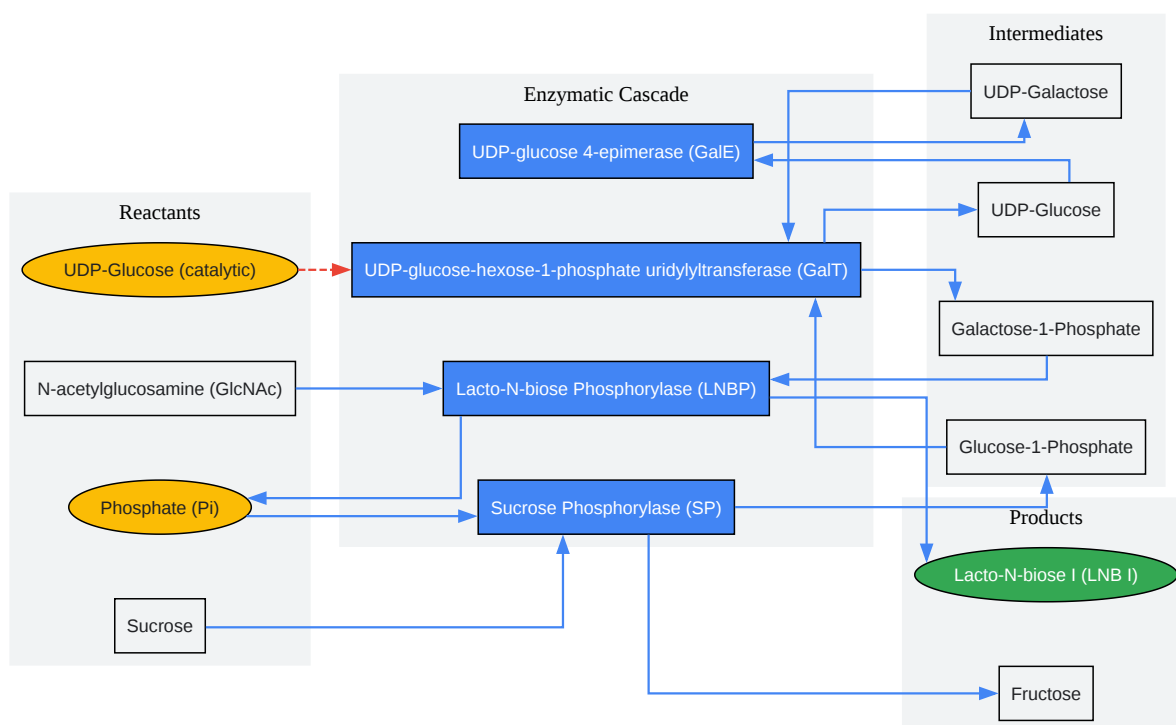 Reactants
UDP-Glucose (catalytic)
N-acetylglucosamine (GlcNAc)
Phosphate (Pi)
Sucrose
Enzymatic Cascade
UDP-glucose 4-epimerase (GalE)
UDP-glucose-hexose-1-phosphate uridylyltransferase (GalT)
Lacto-N-biose Phosphorylase (LNBP)
Sucrose Phosphorylase (SP)
Intermediates
UDP-Galactose
UDP-Glucose
Galactose-1-Phosphate
Glucose-1-Phosphate
Products
Lacto-N-biose I (LNB I)
Fructose